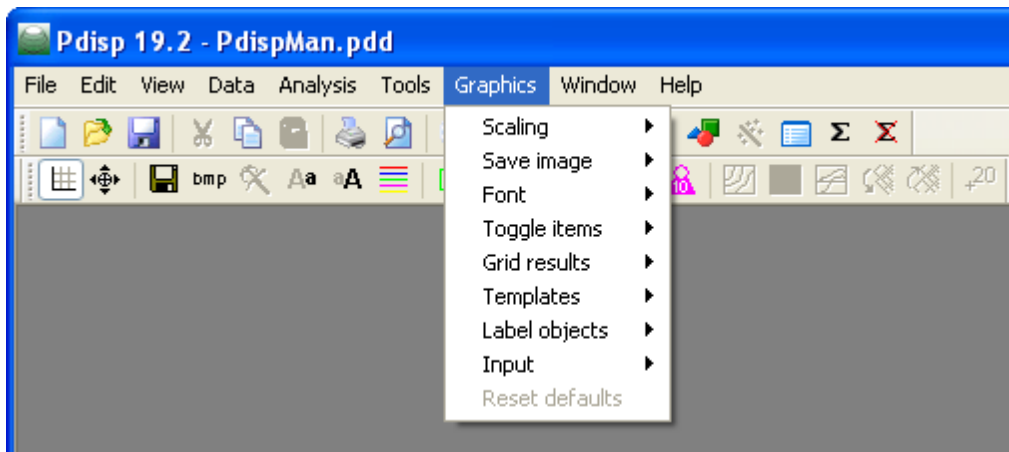 Pdisp 19.2 - PdispMan.pdd
File Edit View Data Analysis Tools Graphics Window Help
Σ Σ
bmp Aa aA 10 +20
Scaling
Save image
Font
Toggle items
Grid results
Templates
Label objects
Input
Reset defaults